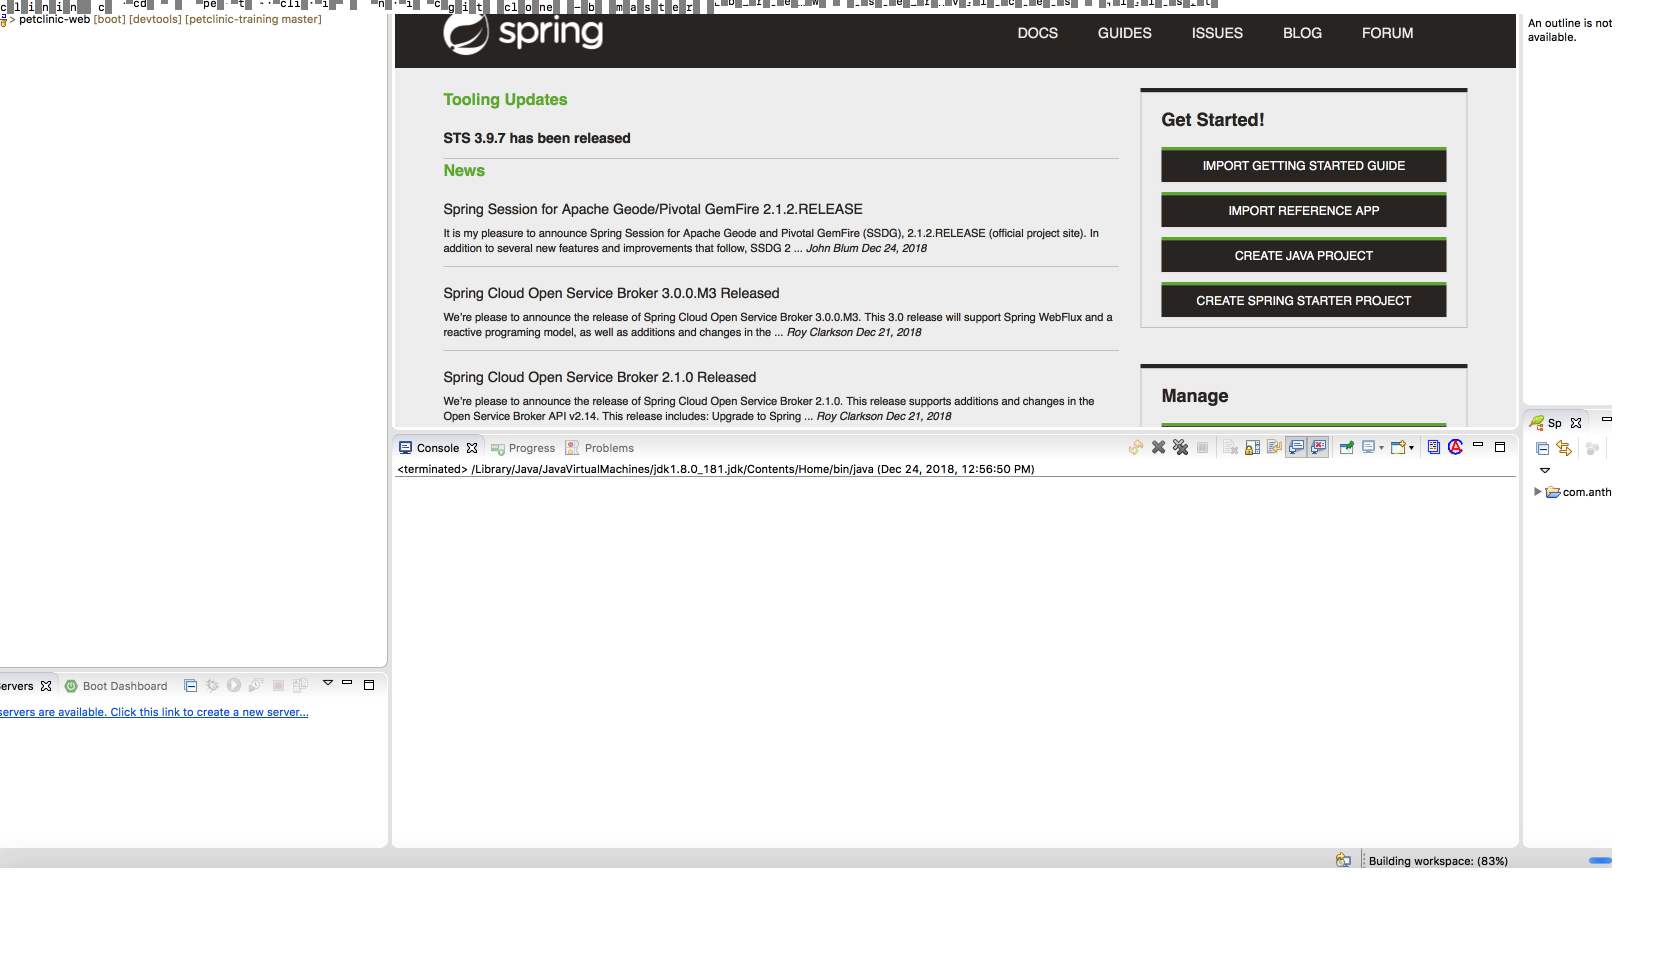 git clone -b master
petclinic-web [boot] [devtools] [petclinic-training master]
spring
DOCS GUIDES ISSUES BLOG FORUM
Tooling Updates
STS 3.9.7 has been released
News
Spring Session for Apache Geode/Pivotal GemFire 2.1.2.RELEASE
It is my pleasure to announce Spring Session for Apache Geode and Pivotal GemFire (SSDG), 2.1.2.RELEASE (official project site). In
addition to several new features and improvements that follow, SSDG 2 ... John Blum Dec 24, 2018
Spring Cloud Open Service Broker 3.0.0.M3 Released
We're please to announce the release of Spring Cloud Open Service Broker 3.0.0.M3. This 3.0 release will support Spring WebFlux and a
reactive programing model, as well as additions and changes in the ... Roy Clarkson Dec 21, 2018
Spring Cloud Open Service Broker 2.1.0 Released
We're please to announce the release of Spring Cloud Open Service Broker 2.1.0. This release supports additions and changes in the
Open Service Broker API v2.14. This release includes: Upgrade to Spring ... Roy Clarkson Dec 21, 2018
Get Started!
IMPORT GETTING STARTED GUIDE
IMPORT REFERENCE APP
CREATE JAVA PROJECT
CREATE SPRING STARTER PROJECT
Manage
An outline is not
available.
Console Progress Problems
<terminated> /Library/Java/JavaVirtualMachines/jdk1.8.0_181.jdk/Contents/Home/bin/java (Dec 24, 2018, 12:56:50 PM)
Sp
com.anth
ervers Boot Dashboard
servers are available. Click this link to create a new server...
Building workspace: (83%)